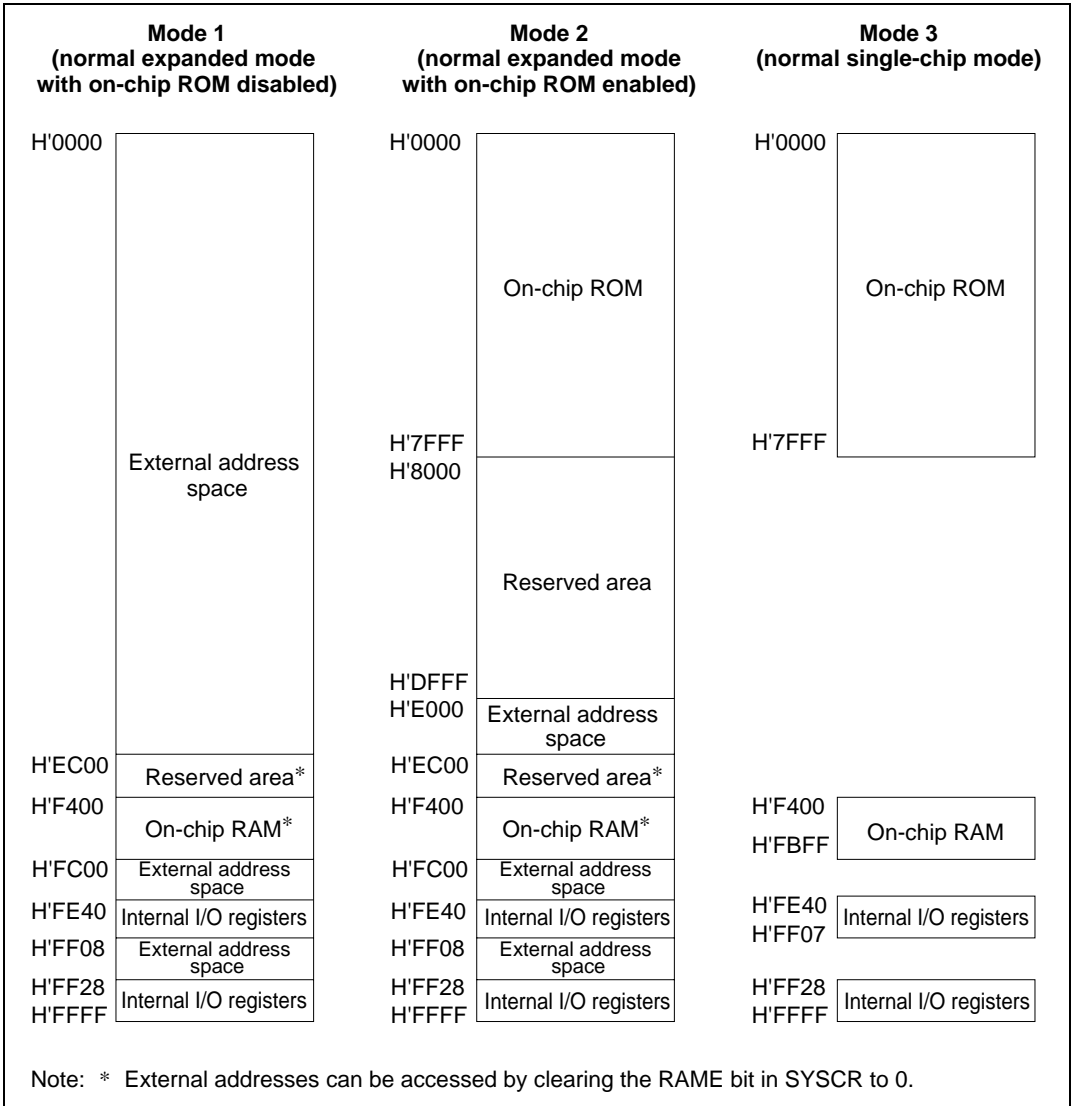 Mode 1
(normal expanded mode
with on-chip ROM disabled)
H'0000
External address
space
H'EC00
Reserved area*
H'F400
On-chip RAM*
H'FC00
External address
space
H'FE40
Internal I/O registers
H'FF08
External address
space
H'FF28
Internal I/O registers
H'FFFF
Mode 2
(normal expanded mode
with on-chip ROM enabled)
H'0000
On-chip ROM
H'7FFF
H'8000
Reserved area
H'DFFF
H'E000
External address
space
H'EC00
Reserved area*
H'F400
On-chip RAM*
H'FC00
External address
space
H'FE40
Internal I/O registers
H'FF08
External address
space
H'FF28
Internal I/O registers
H'FFFF
Mode 3
(normal single-chip mode)
H'0000
On-chip ROM
H'7FFF
H'F400
On-chip RAM
H'FBFF
H'FE40
Internal I/O registers
H'FF07
H'FF28
Internal I/O registers
H'FFFF
Note: * External addresses can be accessed by clearing the RAME bit in SYSCR to 0.